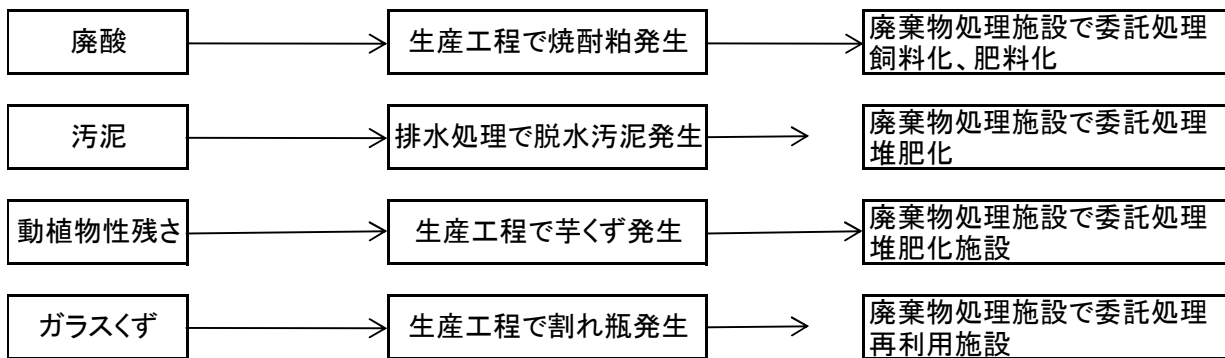 廃酸
生産工程で焼酎粕発生
廃棄物処理施設で委託処理
飼料化、肥料化
汚泥
排水処理で脱水汚泥発生
廃棄物処理施設で委託処理
堆肥化
動植物性残さ
生産工程で芋くず発生
廃棄物処理施設で委託処理
堆肥化施設
ガラスくず
生産工程で割れ瓶発生
廃棄物処理施設で委託処理
再利用施設